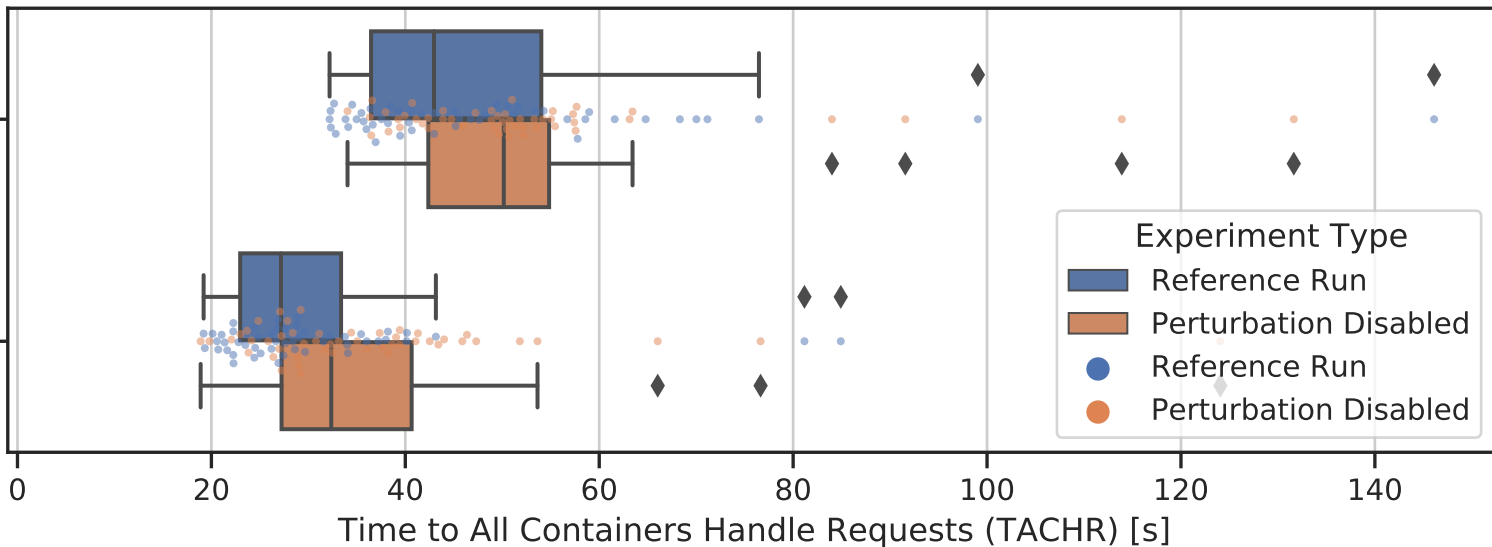 Experiment Type
Reference Run
Perturbation Disabled
Reference Run
Perturbation Disabled
0 20 40 60 80 100 120 140
Time to All Containers Handle Requests (TACHR) [s]